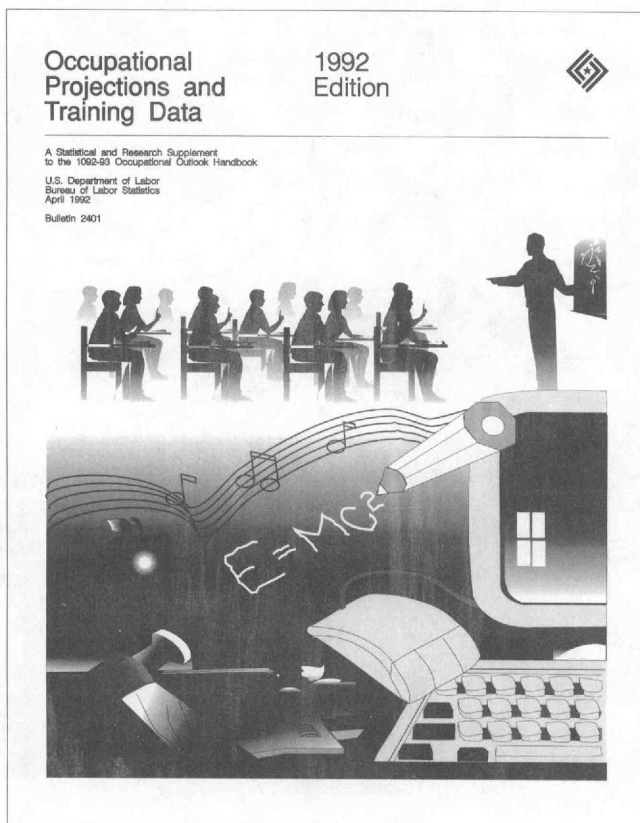 Occupational
Projections and
Training Data
1992
Edition
A Statistical and Research Supplement
to the 1092-93 Occupational Outlook Handbook
U.S. Department of Labor
Bureau of Labor Statistics
April 1992
Bulletin 2401
E=MC2